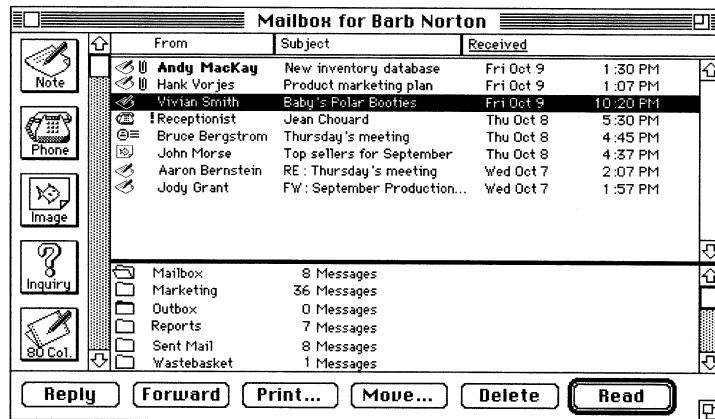 Mailbox for Barb Norton
From Subject Received
Note
Phone
Image
Inquiry
80 Col.
Andy MacKay New inventory database Fri Oct 9 1:30 PM
Hank Vorjes Product marketing plan Fri Oct 9 1:07 PM
Vivian Smith Baby's Polar Booties Fri Oct 9 10:20 PM
!Receptionist Jean Chouard Thu Oct 8 5:30 PM
Bruce Bergstrom Thursday's meeting Thu Oct 8 4:45 PM
John Morse Top sellers for September Thu Oct 8 4:37 PM
Aaron Bernstein RE: Thursday's meeting Wed Oct 7 2:07 PM
Jody Grant FW: September Production... Wed Oct 7 1:57 PM
Mailbox 8 Messages
Marketing 36 Messages
Outbox 0 Messages
Reports 7 Messages
Sent Mail 8 Messages
Wastebasket 1 Messages
Reply Forward Print... Move... Delete Read